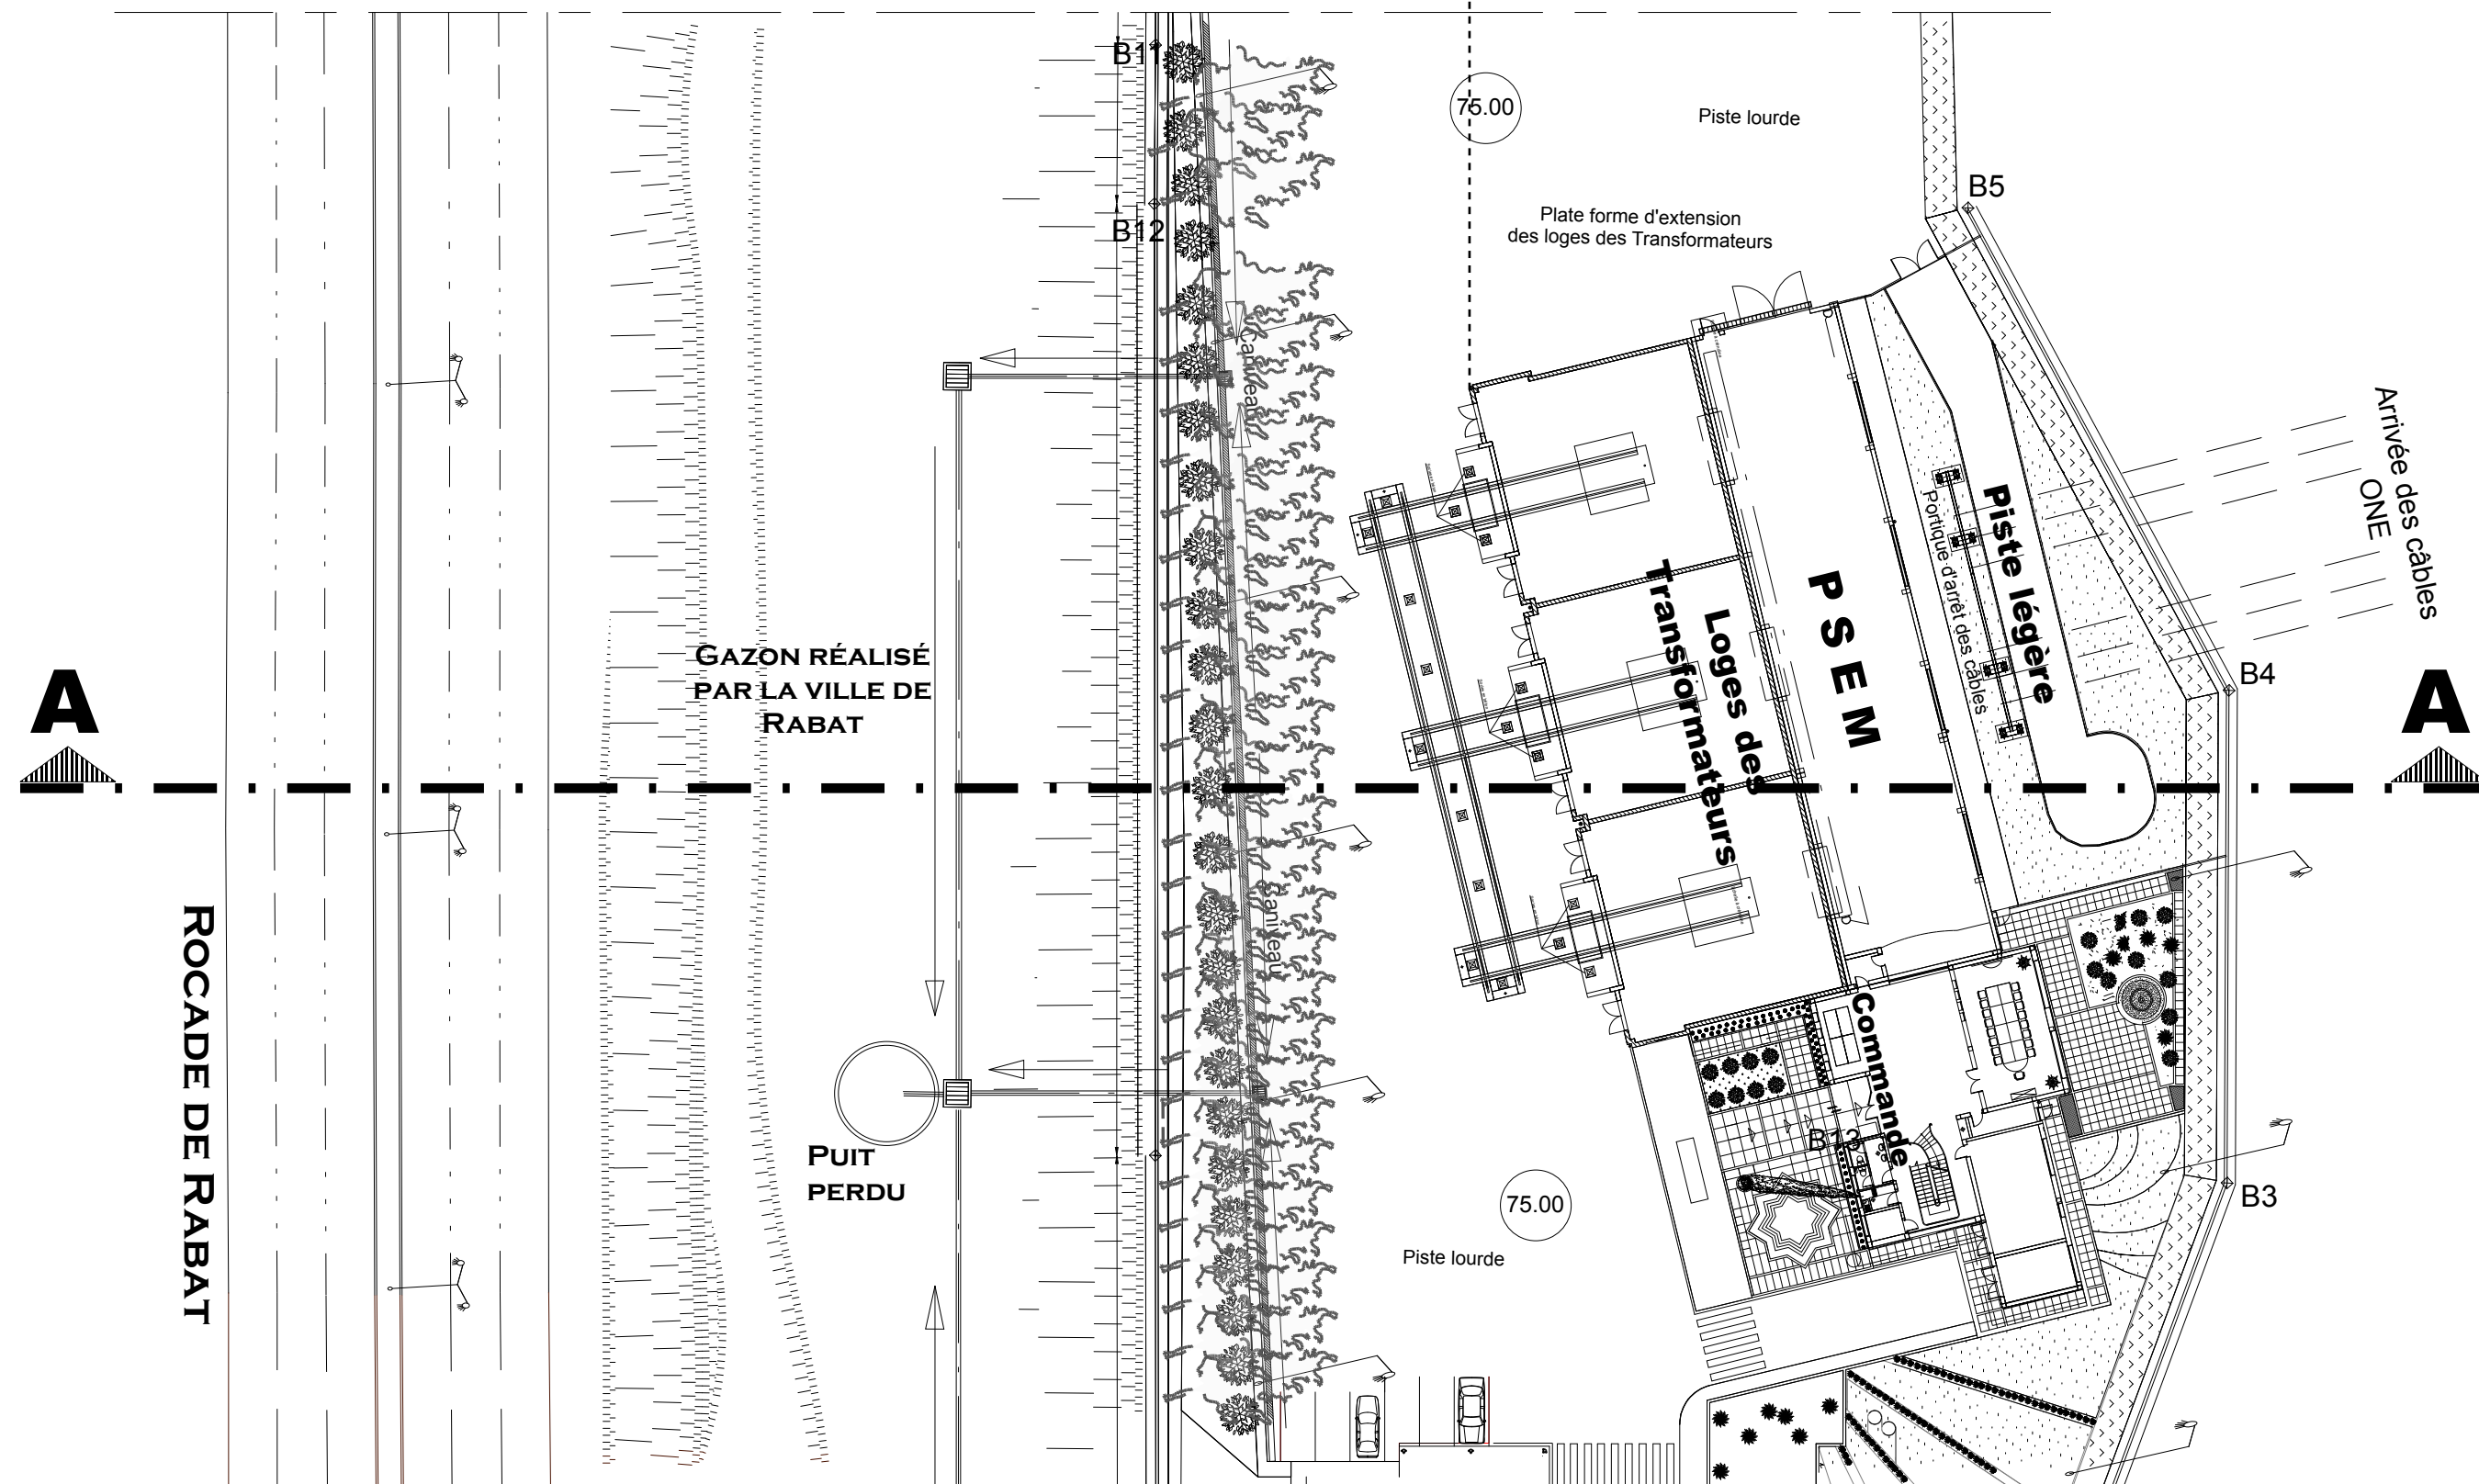 B11
75.00
Piste lourde
B5
B12
Plate forme d'extension
des loges des Transformateurs
Caniveau
Arrivée des câbles
ONE
Piste légère
Portique d'arrêt des câbles
P S E M
Loges des
Transformateurs
GAZON RÉALISÉ
PAR LA VILLE DE
RABAT
B4
A
A
Caniveau
ROCADE DE RABAT
Commande
B13
PUIT
PERDU
75.00
B3
Piste lourde